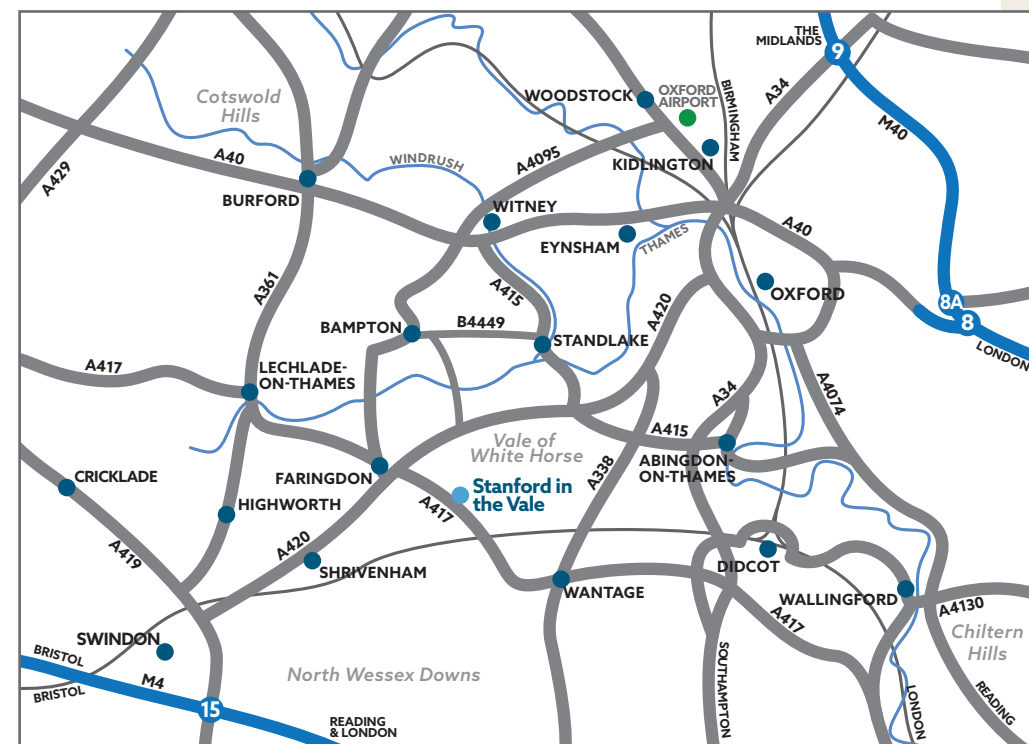 THE
MIDLANDS
9
WOODSTOCK
OXFORD
AIRPORT
BIRMINGHAM
A34
M40
Cotswold
Hills
A429
A40
WINDRUSH
A4095
KIDLINGTON
BURFORD
WITNEY
EYNSHAM
THAMES
A40
A361
A415
A420
OXFORD
8A
8
LONDON
BAMPTON
B4449
STANDLAKE
A417
LECHLADE-
ON-THAMES
A34
A4074
Vale of
White Horse
A415
ABINGDON-
ON-THAMES
CRICKLADE
FARINGDON
A338
HIGHWORTH
A417
Stanford in
the Vale
A419
A420
SHRIVENHAM
DIDCOT
WANTAGE
WALLINGFORD
A4130
A417
Chiltern
Hills
SWINDON
BRISTOL
BRISTOL
M4
15
North Wessex Downs
READING
& LONDON
SOUTHAMPTON
LONDON
READING